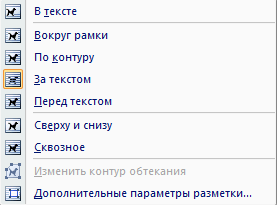 В тексте
Вокруг рамки
По контуру
За текстом
Перед текстом
Сверху и снизу
Сквозное
Изменить контур обтекания
Дополнительные параметры разметки...